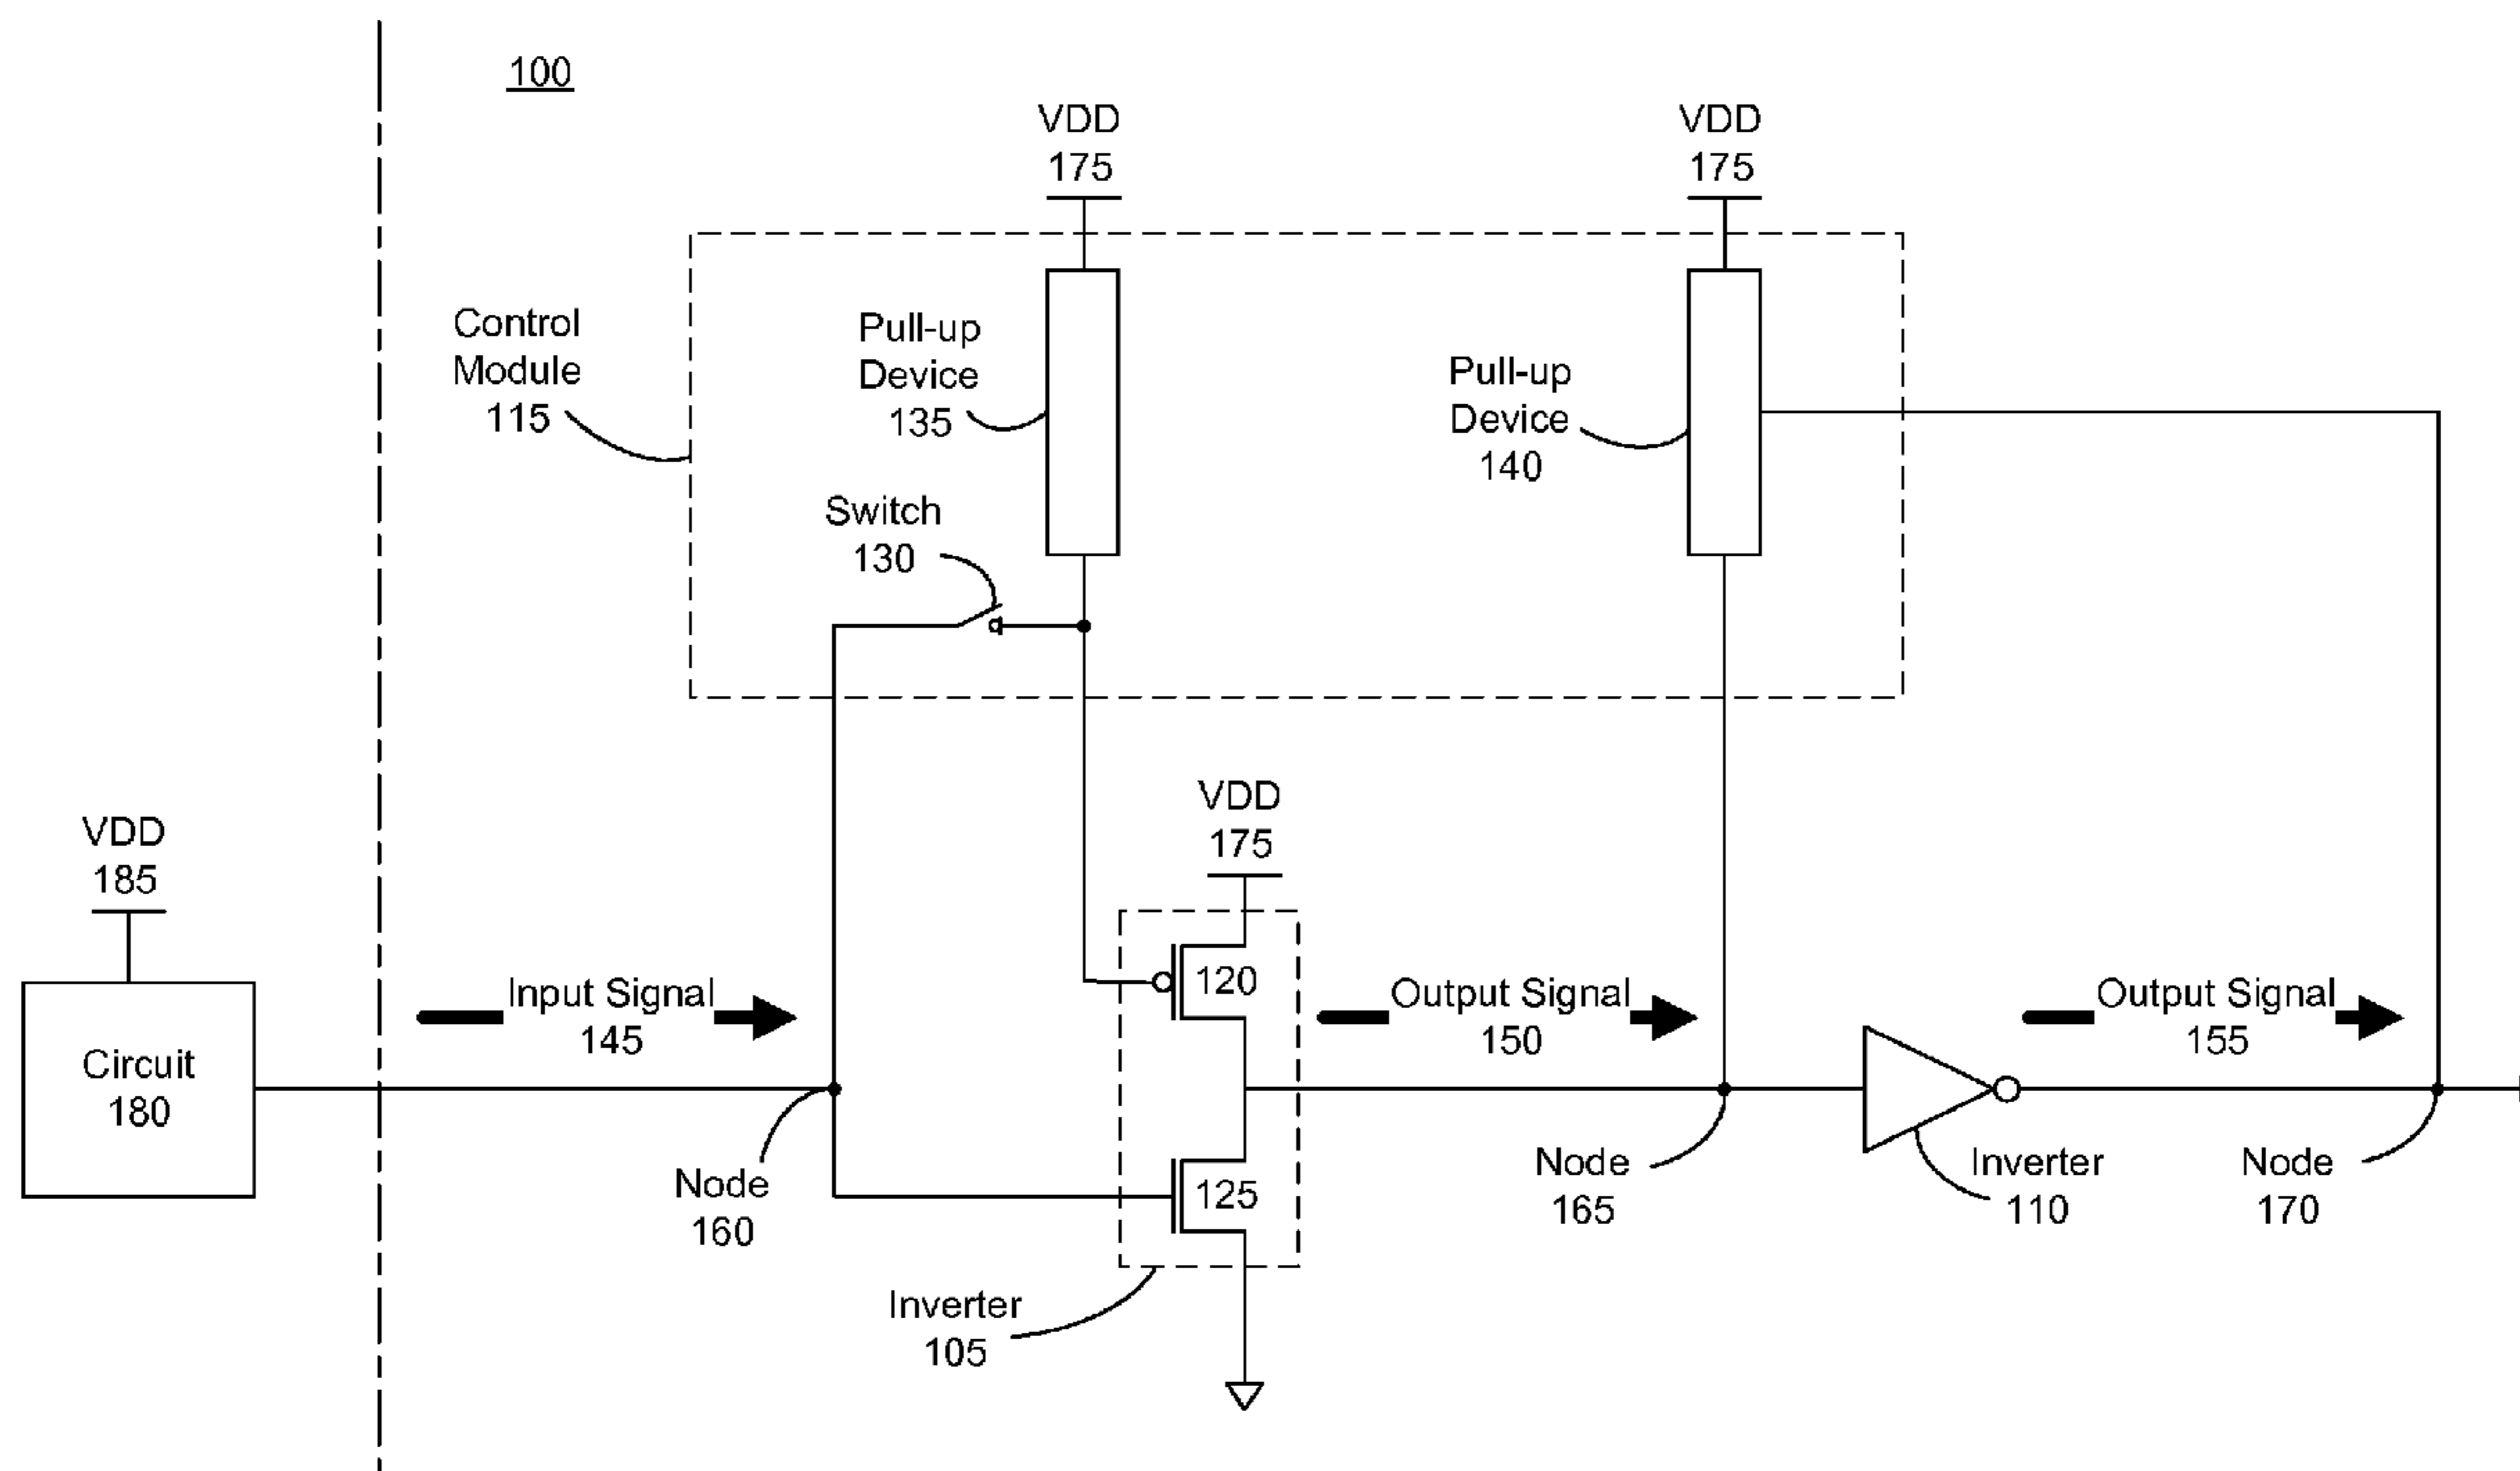 100
VDD
175
VDD
175
Control
Module
115
Pull-up
Device
135
Pull-up
Device
140
Switch
130
VDD
175
VDD
185
Circuit
180
Input Signal
145
120
125
Output Signal
150
Output Signal
155
Node
160
Node
165
Inverter
110
Node
170
Inverter
105